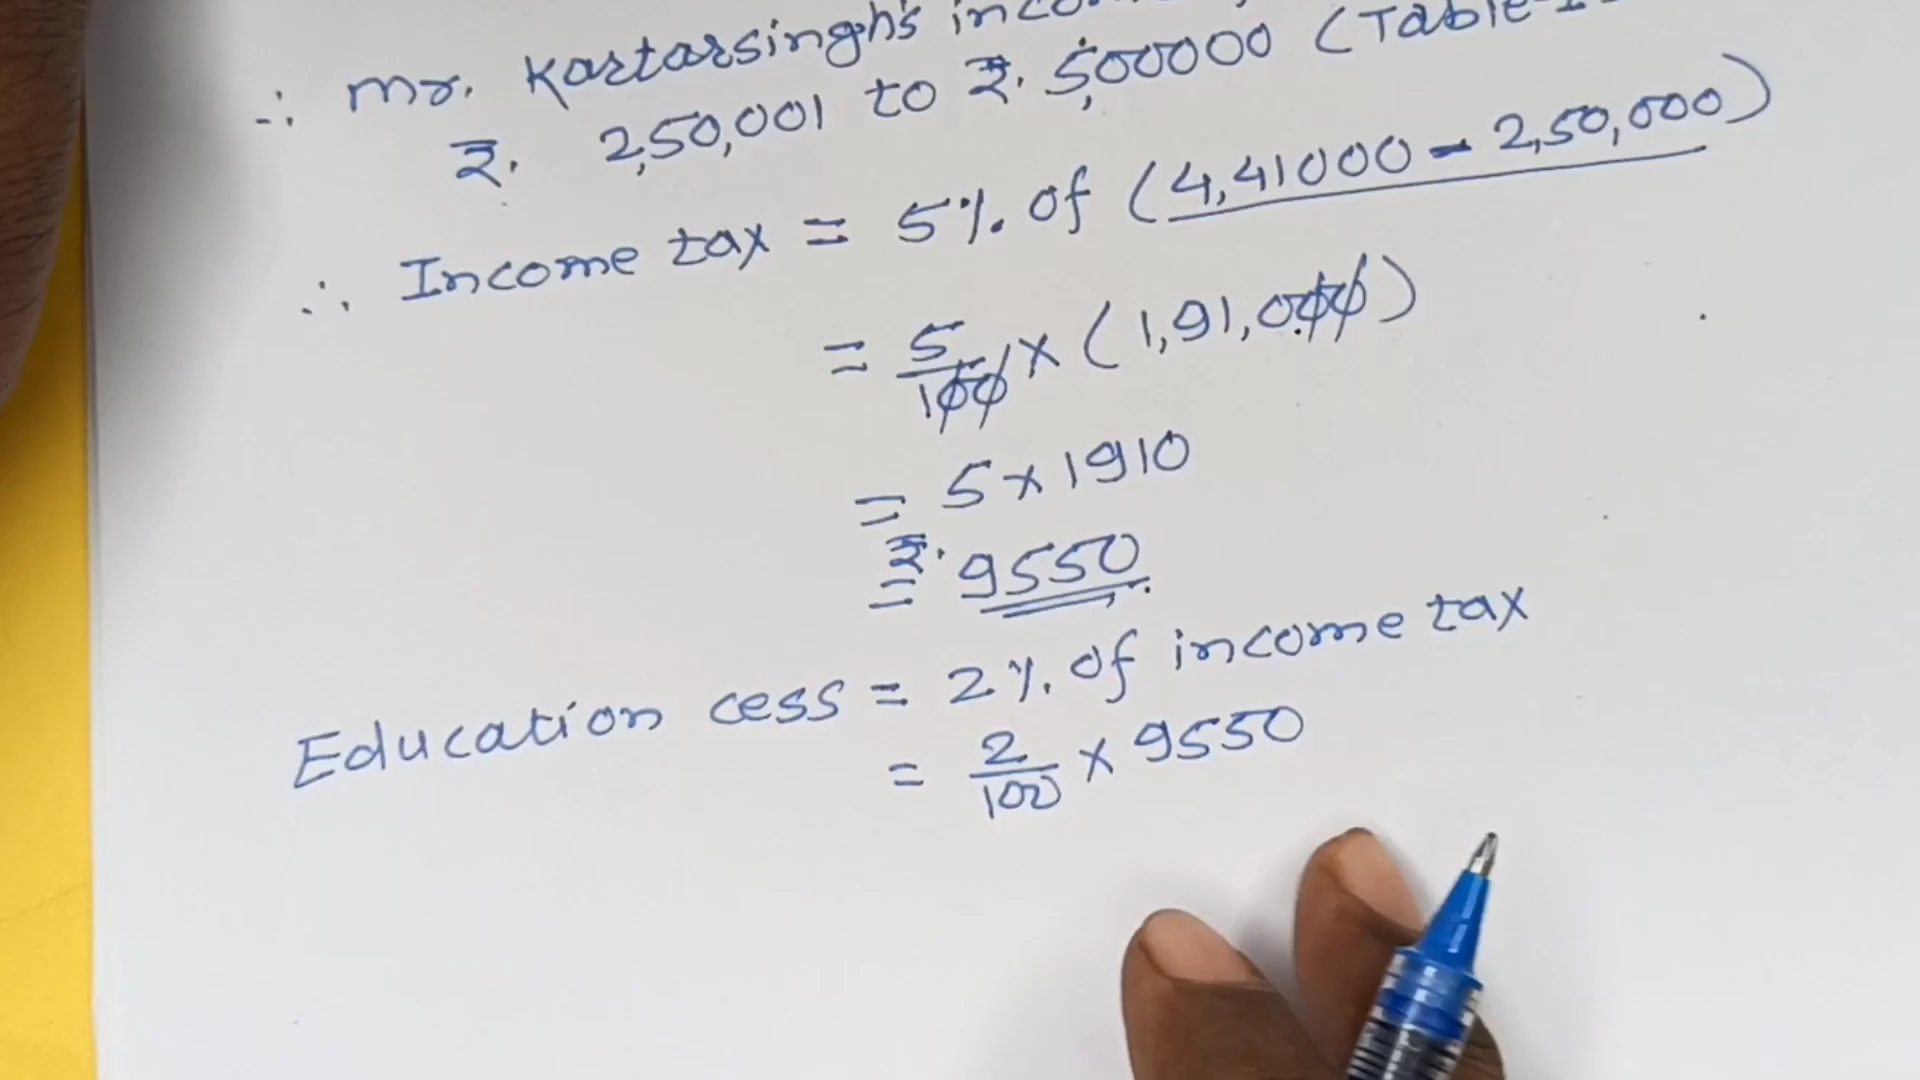 ∴ Mr. Kartarsingh's
₹. 2,50,001 to ₹. 5,00000 (Table
∴ Income tax = 5%. of (4,41000 - 2,50,000)
= 5/100 × (1,91,000)
= 5 × 1910
= ₹. 9550.
Education cess = 2%. of income tax
= 2/100 × 9550